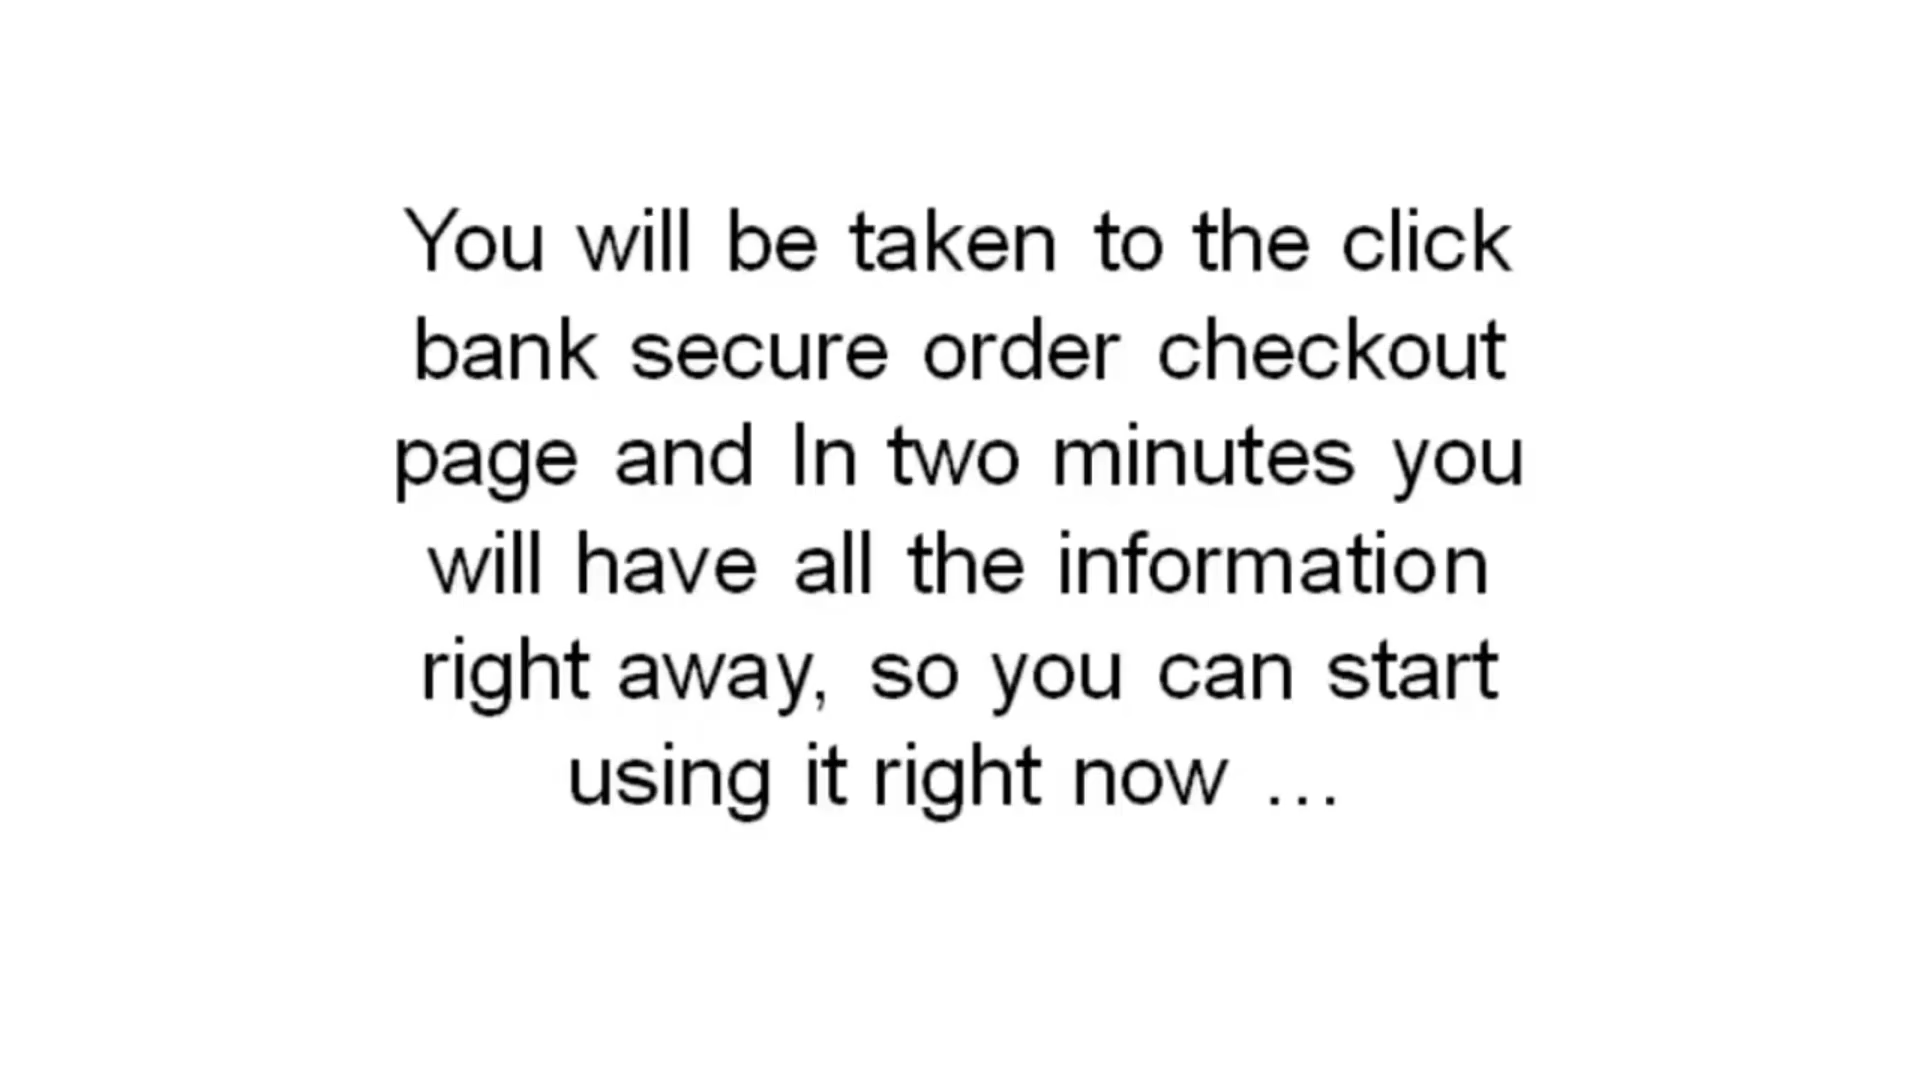 You will be taken to the click
bank secure order checkout
page and In two minutes you
will have all the information
right away, so you can start
using it right now ...